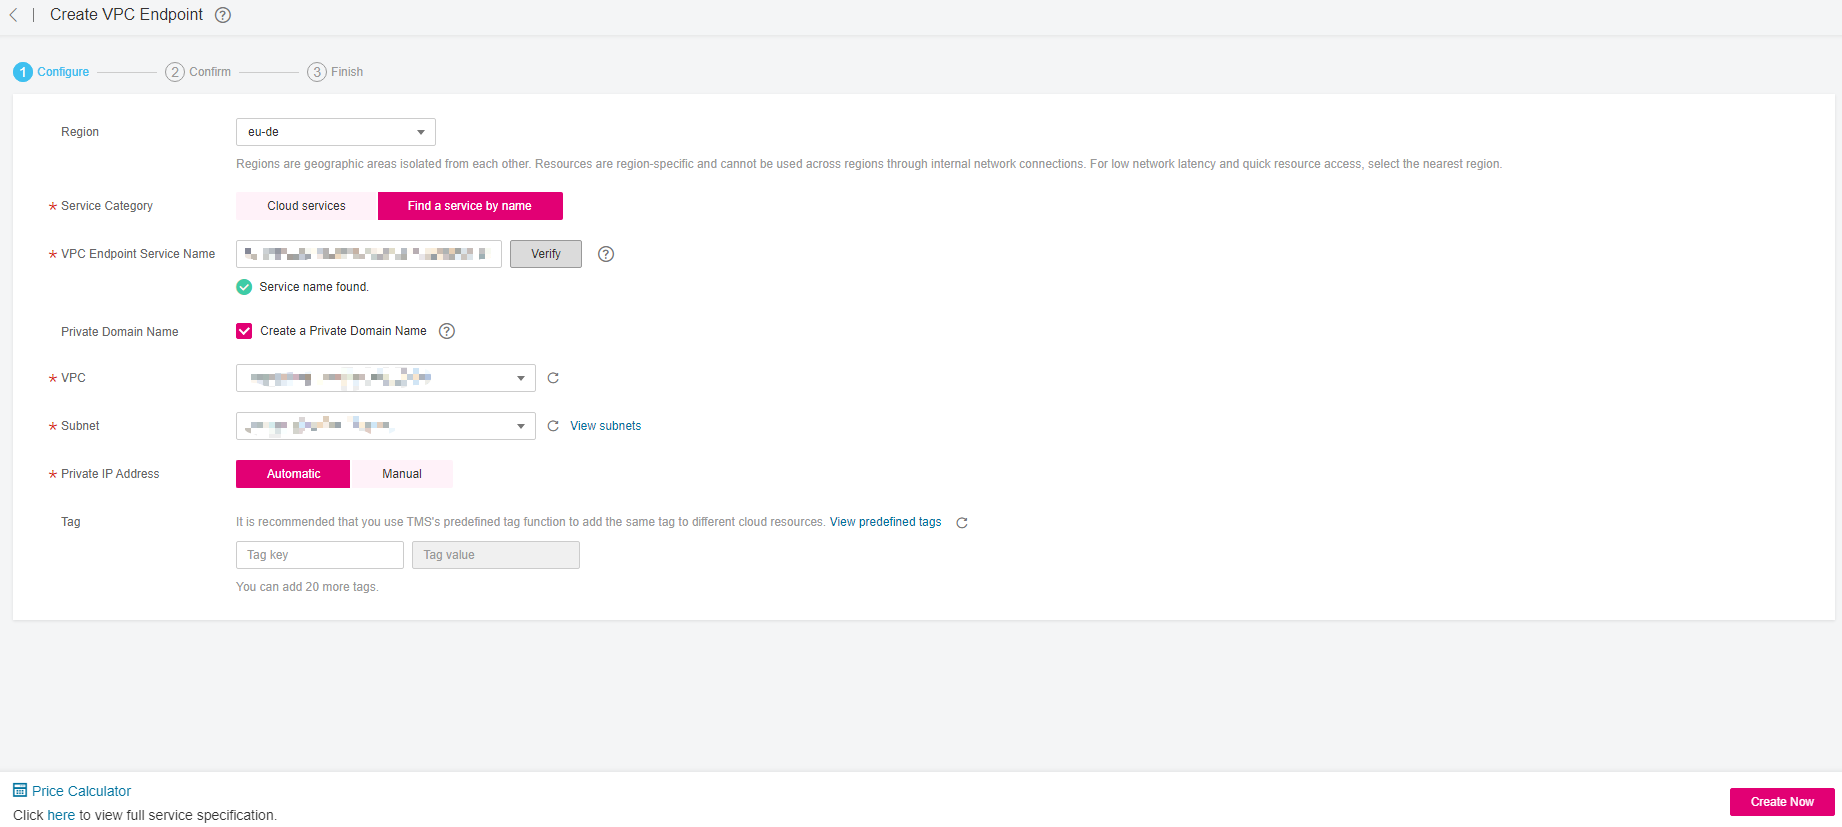 Create VPC Endpoint
1 Configure 2 Confirm 3 Finish
Region eu-de
Regions are geographic areas isolated from each other. Resources are region-specific and cannot be used across regions through internal network connections. For low network latency and quick resource access, select the nearest region.
* Service Category Cloud services Find a service by name
* VPC Endpoint Service Name Verify
Service name found.
Private Domain Name Create a Private Domain Name
* VPC
* Subnet View subnets
* Private IP Address Automatic Manual
Tag It is recommended that you use TMS's predefined tag function to add the same tag to different cloud resources. View predefined tags
Tag key Tag value
You can add 20 more tags.
Price Calculator
Click here to view full service specification.
Create Now